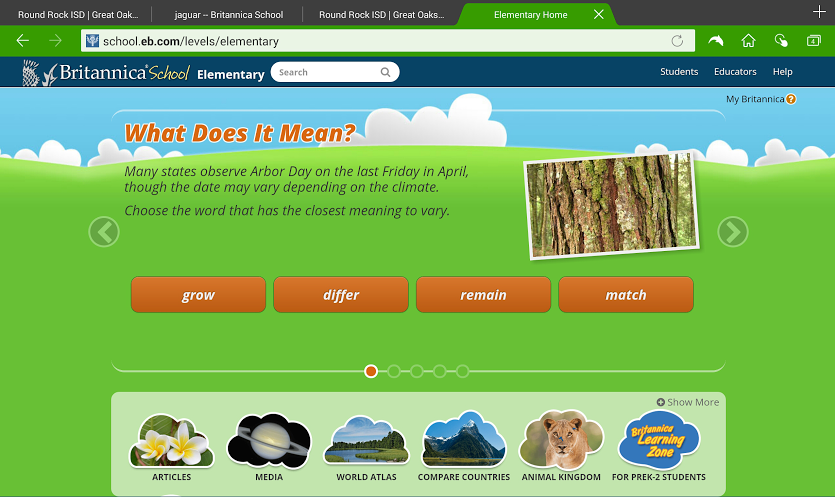 Round Rock ISD | Great Oak...
jaguar -- Britannica School
Round Rock ISD | Great Oaks...
Elementary Home
school.eb.com/levels/elementary
4
Britannica® School Elementary
Search
Students
Educators
Help
My Britannica ?
What Does It Mean?
Many states observe Arbor Day on the last Friday in April,
though the date may vary depending on the climate.
Choose the word that has the closest meaning to vary.
grow
differ
remain
match
Show More
Britannica
Learning
Zone
ARTICLES
MEDIA
WORLD ATLAS
COMPARE COUNTRIES
ANIMAL KINGDOM
FOR PREK-2 STUDENTS